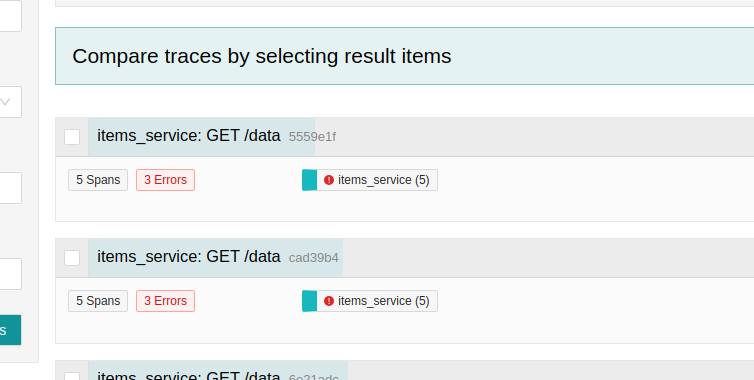 Compare traces by selecting result items
items_service: GET /data 5559e1f
5 Spans 3 Errors items_service (5)
items_service: GET /data cad39b4
5 Spans 3 Errors items_service (5)
s
items_service: GET /data 6e21adc